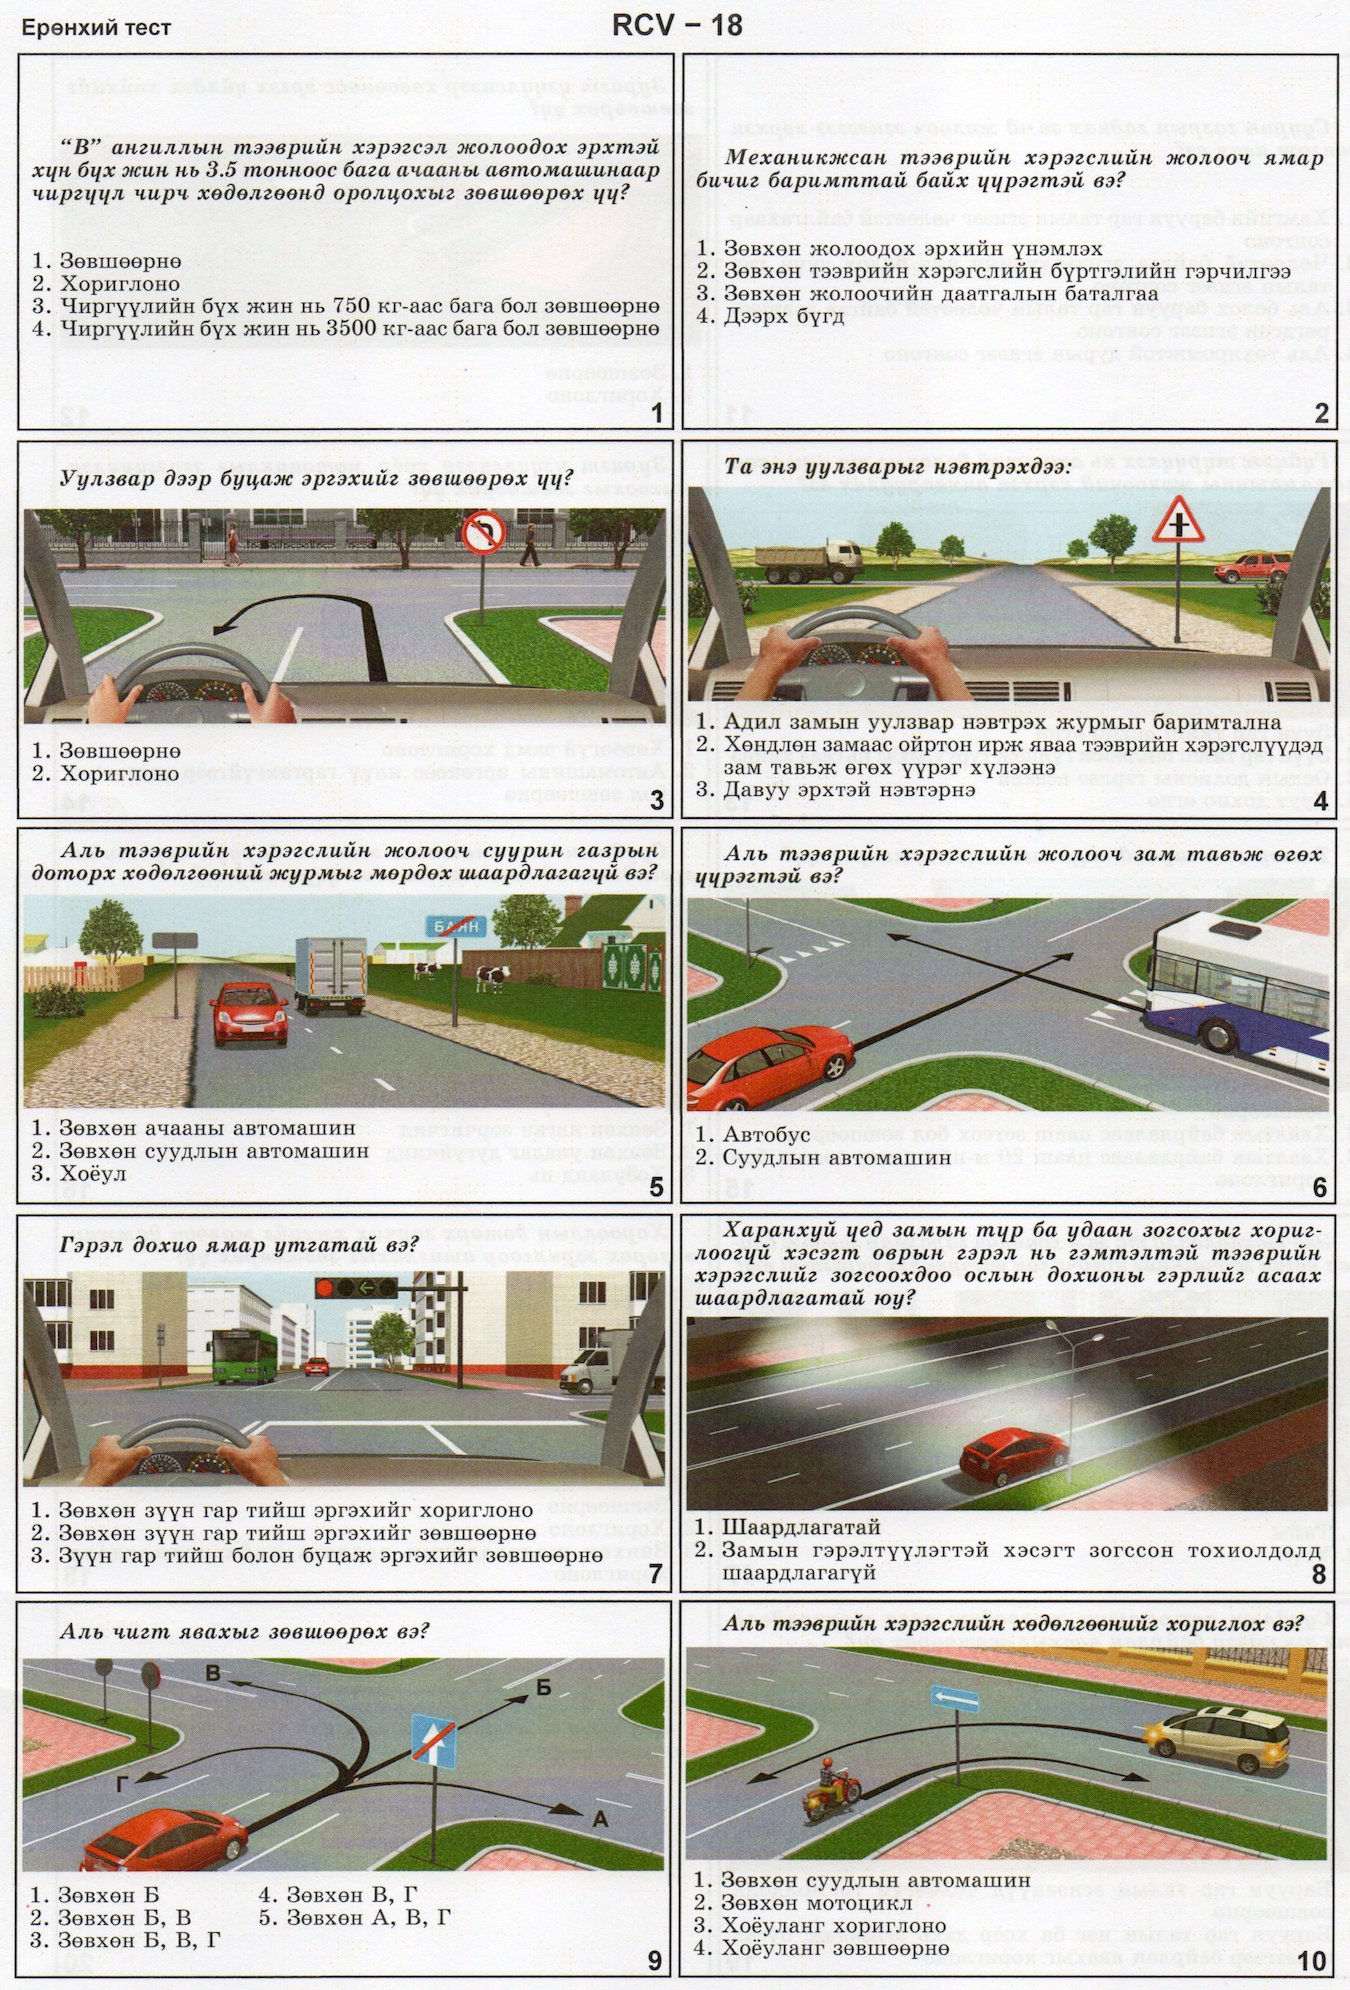 Ерөнхий тест
RCV – 18
“В” ангиллын тээврийн хэрэгсэл жолоодох эрхтэй
хүн бүх жин нь 3.5 тонноос бага ачааны автомашинаар
чиргүүл чирч хөдөлгөөнд оролцохыг зөвшөөрөх үү?
1. Зөвшөөрнө
2. Хориглоно
3. Чиргүүлийн бүх жин нь 750 кг-аас бага бол зөвшөөрнө
4. Чиргүүлийн бүх жин нь 3500 кг-аас бага бол зөвшөөрнө
1
Механикжсан тээврийн хэрэгслийн жолооч ямар
бичиг баримттай байх үүрэгтэй вэ?
1. Зөвхөн жолоодох эрхийн үнэмлэх
2. Зөвхөн тээврийн хэрэгслийн бүртгэлийн гэрчилгээ
3. Зөвхөн жолоочийн даатгалын баталгаа
4. Дээрх бүгд
2
Уулзвар дээр буцаж эргэхийг зөвшөөрөх үү?
1. Зөвшөөрнө
2. Хориглоно
3
Та энэ уулзварыг нэвтрэхдээ:
1. Адил замын уулзвар нэвтрэх журмыг баримтална
2. Хөндлөн замаас ойртон ирж яваа тээврийн хэрэгслүүдэд
зам тавьж өгөх үүрэг хүлээнэ
3. Давуу эрхтэй нэвтэрнэ
4
Аль тээврийн хэрэгслийн жолооч суурин газрын
доторх хөдөлгөөний журмыг мөрдөх шаардлагагүй вэ?
БАЯН
1. Зөвхөн ачааны автомашин
2. Зөвхөн суудлын автомашин
3. Хоёул
5
Аль тээврийн хэрэгслийн жолооч зам тавьж өгөх
үүрэгтэй вэ?
1. Автобус
2. Суудлын автомашин
6
Гэрэл дохио ямар утгатай вэ?
1. Зөвхөн зүүн гар тийш эргэхийг хориглоно
2. Зөвхөн зүүн гар тийш эргэхийг зөвшөөрнө
3. Зүүн гар тийш болон буцаж эргэхийг зөвшөөрнө
7
Харанхуй үед замын түр ба удаан зогсохыг хориг-
лоогүй хэсэгт оврын гэрэл нь гэмтэлтэй тээврийн
хэрэгслийг зогсоохдоо ослын дохионы гэрлийг асаах
шаардлагатай юу?
1. Шаардлагатай
2. Замын гэрэлтүүлэгтэй хэсэгт зогссон тохиолдолд
шаардлагагүй
8
Аль чигт явахыг зөвшөөрөх вэ?
В
Б
Г
А
1. Зөвхөн Б
2. Зөвхөн Б, В
3. Зөвхөн Б, В, Г
4. Зөвхөн В, Г
5. Зөвхөн А, В, Г
9
Аль тээврийн хэрэгслийн хөдөлгөөнийг хориглох вэ?
1. Зөвхөн суудлын автомашин
2. Зөвхөн мотоцикл
3. Хоёуланг хориглоно
4. Хоёуланг зөвшөөрнө
10